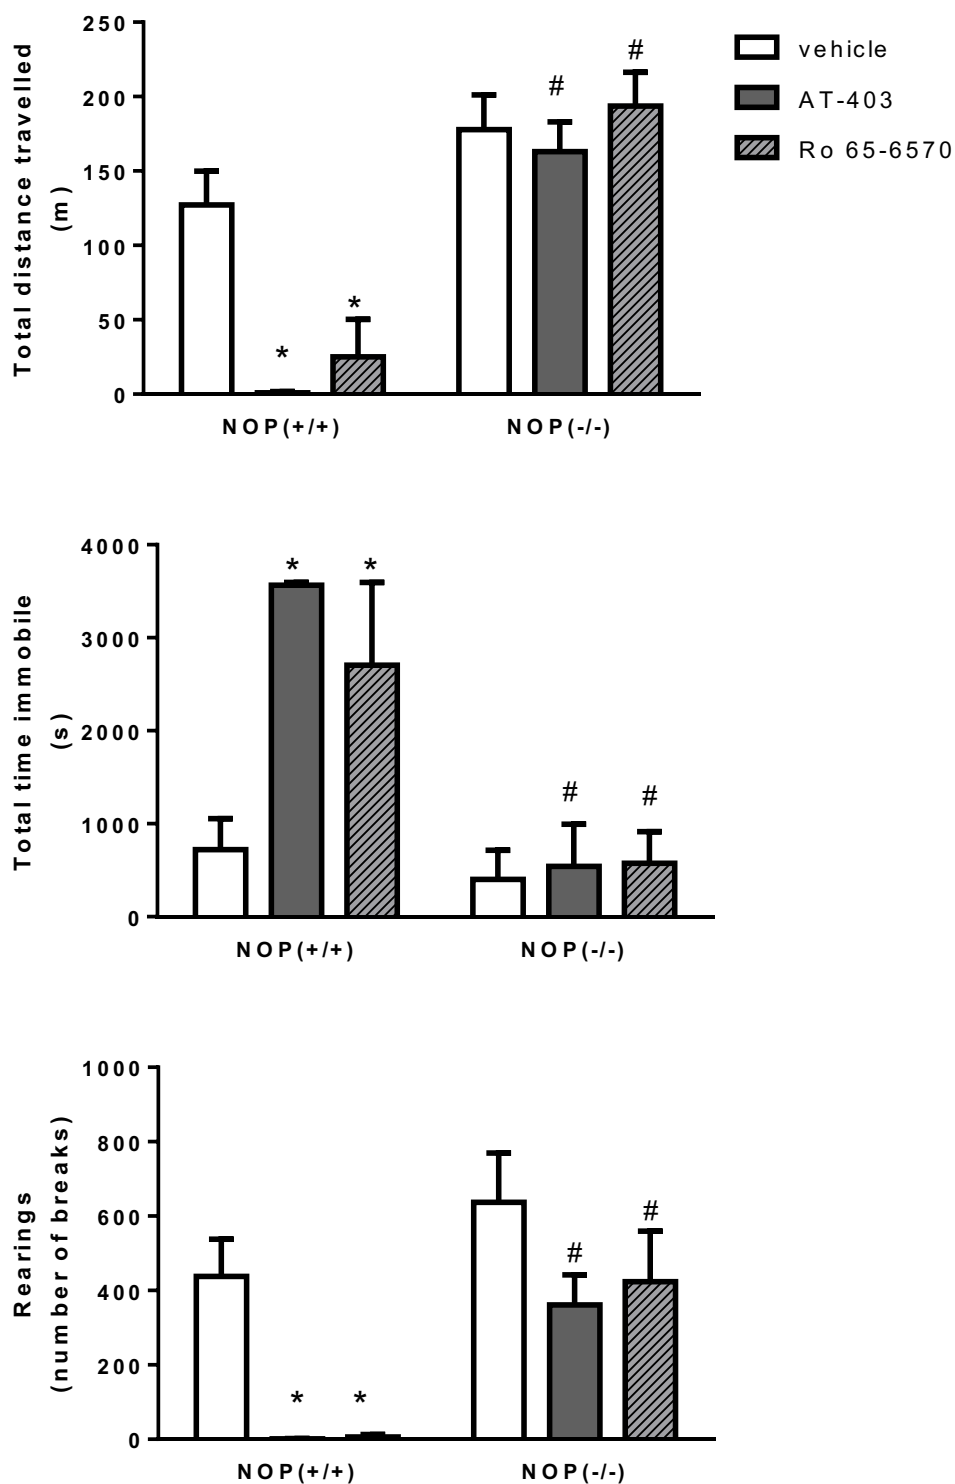 Total distance travelled
(m)
250
200
150
100
50
0
*
*
#
#
NOP(+/+)
NOP(-/-)
vehicle
AT-403
Ro 65-6570
Total time immobile
(s)
4000
3000
2000
1000
0
*
*
#
#
NOP(+/+)
NOP(-/-)
Rearings
(number of breaks)
1000
800
600
400
200
0
*
*
#
#
NOP(+/+)
NOP(-/-)